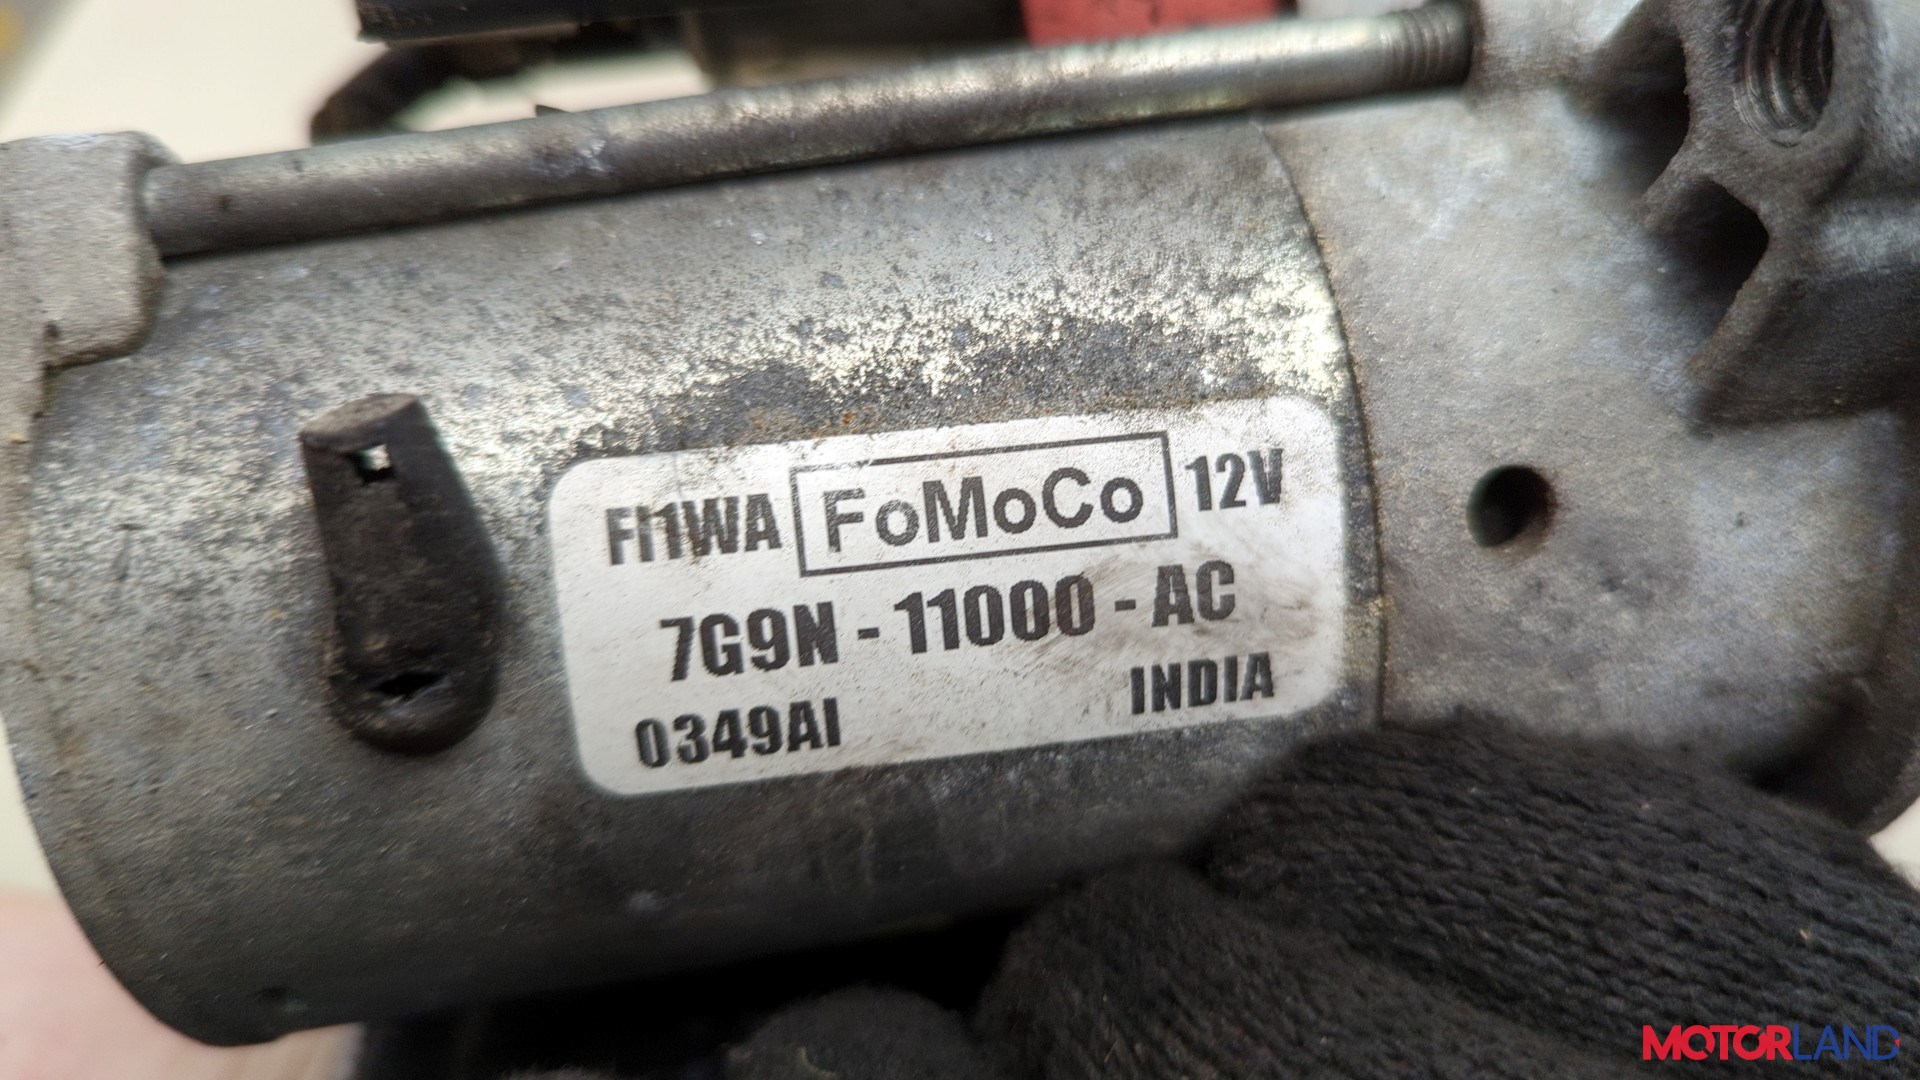 FI1WA FoMoCo 12V
7G9N - 11000 - AC
0349AI INDIA
MOTORLAND